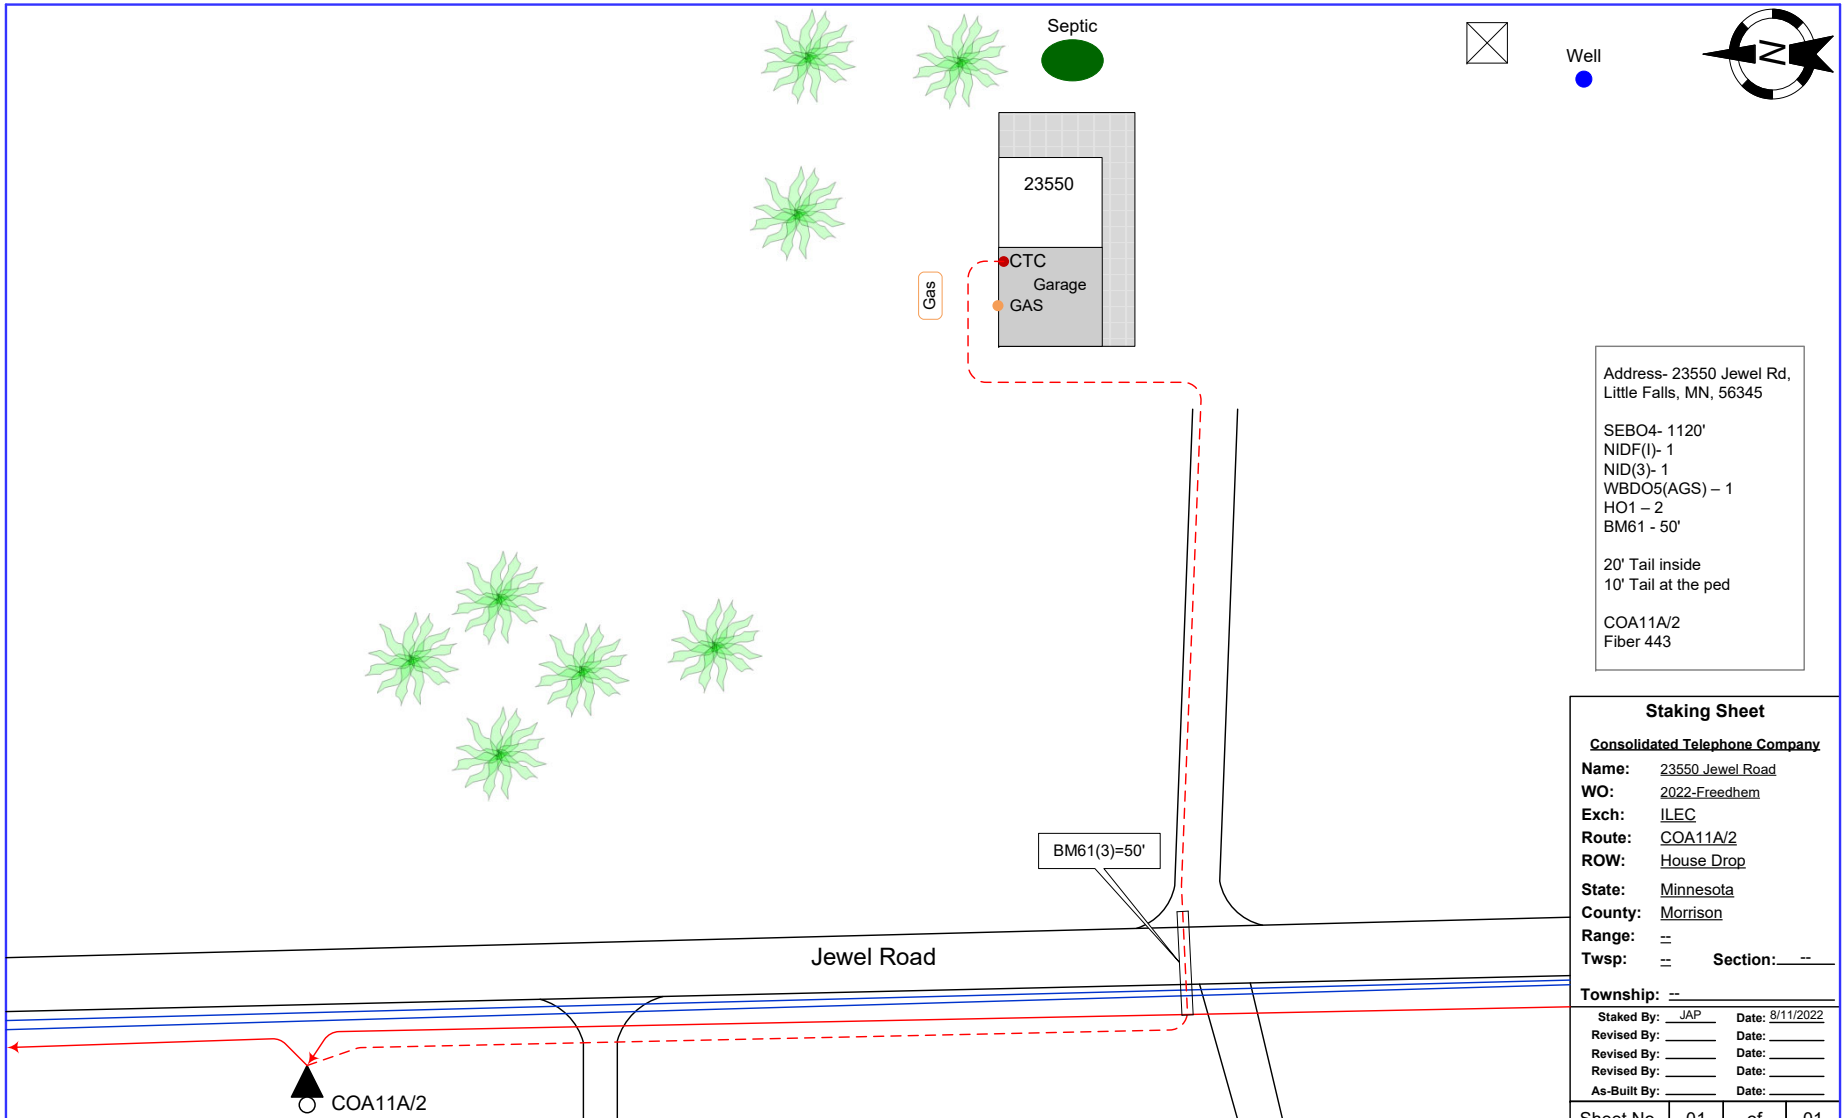 Septic
Well
N
23550
CTC
Garage
GAS
Gas
Address- 23550 Jewel Rd,
Little Falls, MN, 56345
SEBO4- 1120'
NIDF(I)- 1
NID(3)- 1
WBDO5(AGS) – 1
HO1 – 2
BM61 - 50'
20' Tail inside
10' Tail at the ped
COA11A/2
Fiber 443
BM61(3)=50'
Jewel Road
COA11A/2
Staking Sheet
Consolidated Telephone Company
Name: 23550 Jewel Road
WO: 2022-Freedhem
Exch: ILEC
Route: COA11A/2
ROW: House Drop
State: Minnesota
County: Morrison
Range: --
Twsp: -- Section: --
Township: --
Staked By: JAP Date: 8/11/2022
Revised By: Date:
Revised By: Date:
Revised By: Date:
As-Built By: Date:
Sheet No 01 of 01